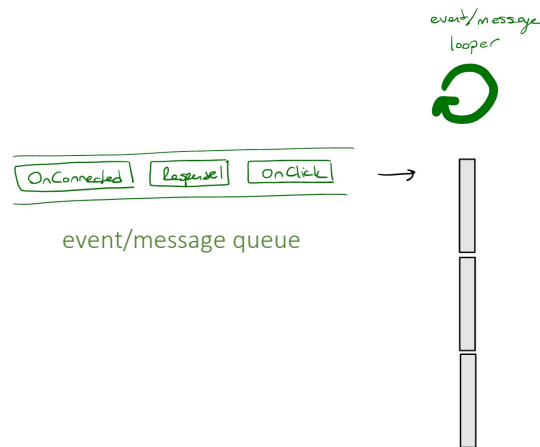 event/message
looper
OnConnected
Response1
OnClick
event/message queue